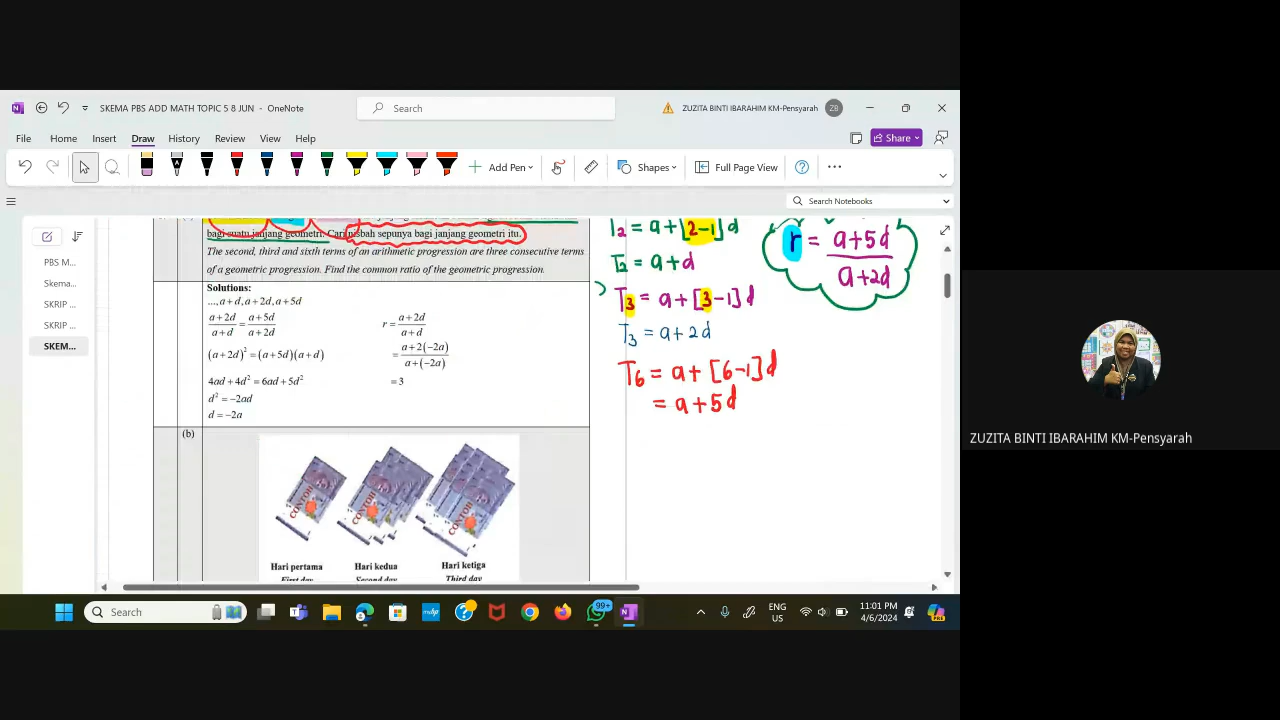 SKEMA PBS ADD MATH TOPIC 5 8 JUN - OneNote
Search
ZUZITA BINTI IBARAHIM KM-Pensyarah
ZB
File Home Insert Draw History Review View Help
Share
A
Add Pen
Shapes
Full Page View
Search Notebooks
PBS M...
Skema...
SKRIP ...
SKRIP ...
SKEM...
bagi suatu janjang geometri. Cari nisbah sepunya bagi janjang geometri itu.
The second, third and sixth terms of an arithmetic progression are three consecutive terms
of a geometric progression. Find the common ratio of the geometric progression.
Solutions:
..., a + d, a + 2d, a + 5d
(a + 2d)/(a + d) = (a + 5d)/(a + 2d)
(a + 2d)² = (a + 5d)(a + d)
4ad + 4d² = 6ad + 5d²
d² = −2ad
d = −2a
r = (a + 2d)/(a + d)
= (a + 2(−2a))/(a + (−2a))
= 3
(b)
CONTOH
CONTOH
CONTOH
Hari pertama Hari kedua Hari ketiga
First day Second day Third day
T2 = a + [2−1]d
T2 = a + d
T3 = a + [3−1]d
T3 = a + 2d
T6 = a + [6−1]d
= a + 5d
r = (a + 5d)/(a + 2d)
ZUZITA BINTI IBARAHIM KM-Pensyarah
Search
99+
ENG
US
11:01 PM
4/6/2024